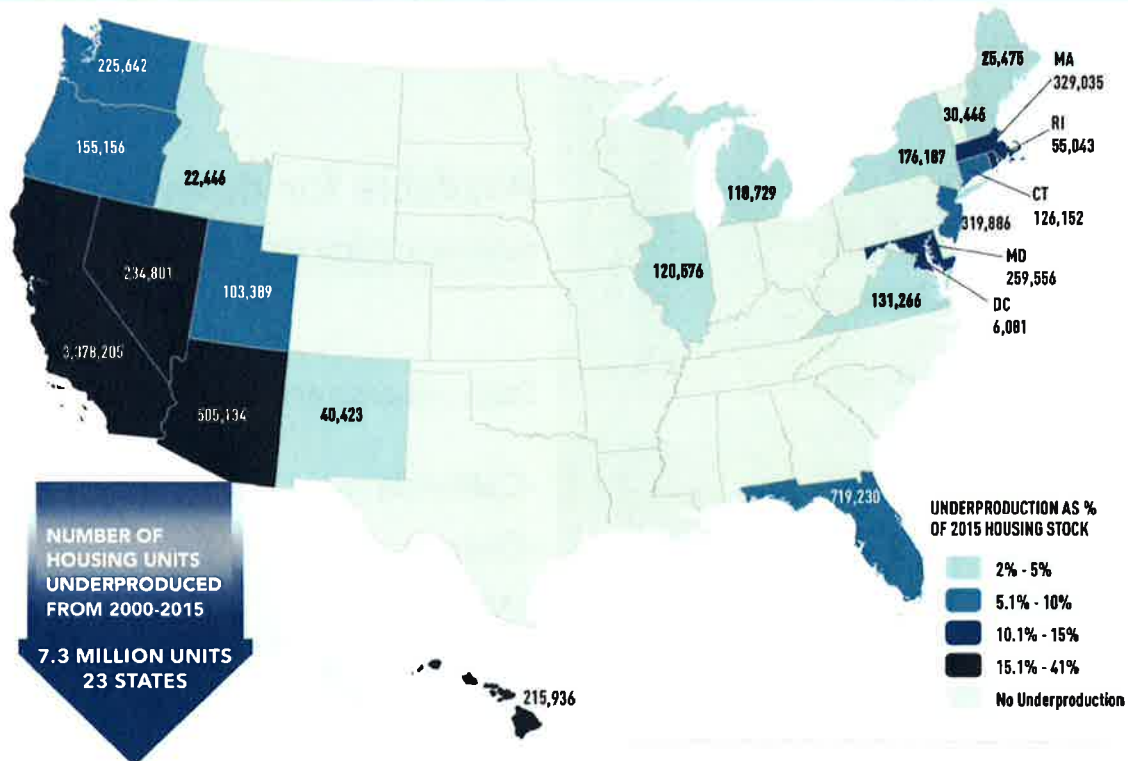 225,642
155,156
22,446
234,801
103,389
3,378,205
505,134
40,423
118,729
120,576
25,475
30,446
176,187
MA
329,035
RI
55,043
CT
126,152
319,886
MD
259,556
DC
6,081
131,266
719,230
215,936
NUMBER OF
HOUSING UNITS
UNDERPRODUCED
FROM 2000-2015
7.3 MILLION UNITS
23 STATES
UNDERPRODUCTION AS %
OF 2015 HOUSING STOCK
2% - 5%
5.1% - 10%
10.1% - 15%
15.1% - 41%
No Underproduction